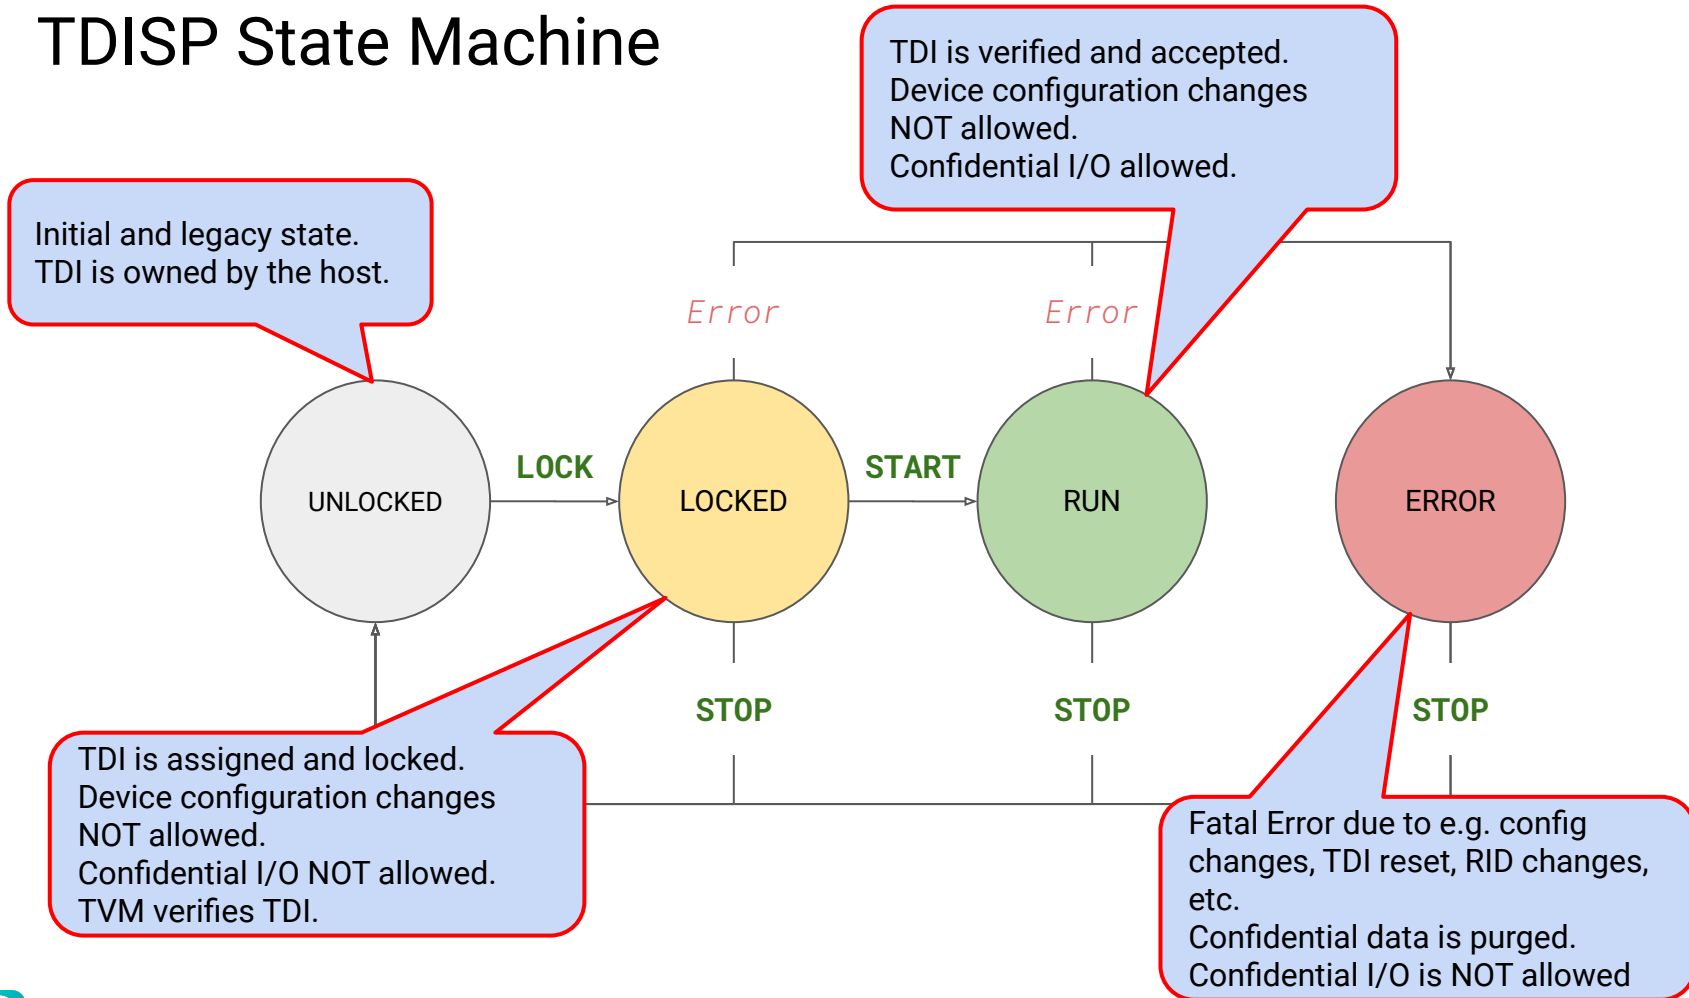 TDISP State Machine
TDI is verified and accepted.
Device configuration changes
NOT allowed.
Confidential I/O allowed.
Initial and legacy state.
TDI is owned by the host.
Error
Error
UNLOCKED
LOCK
LOCKED
START
RUN
ERROR
STOP
STOP
STOP
TDI is assigned and locked.
Device configuration changes
NOT allowed.
Confidential I/O NOT allowed.
TVM verifies TDI.
Fatal Error due to e.g. config
changes, TDI reset, RID changes,
etc.
Confidential data is purged.
Confidential I/O is NOT allowed